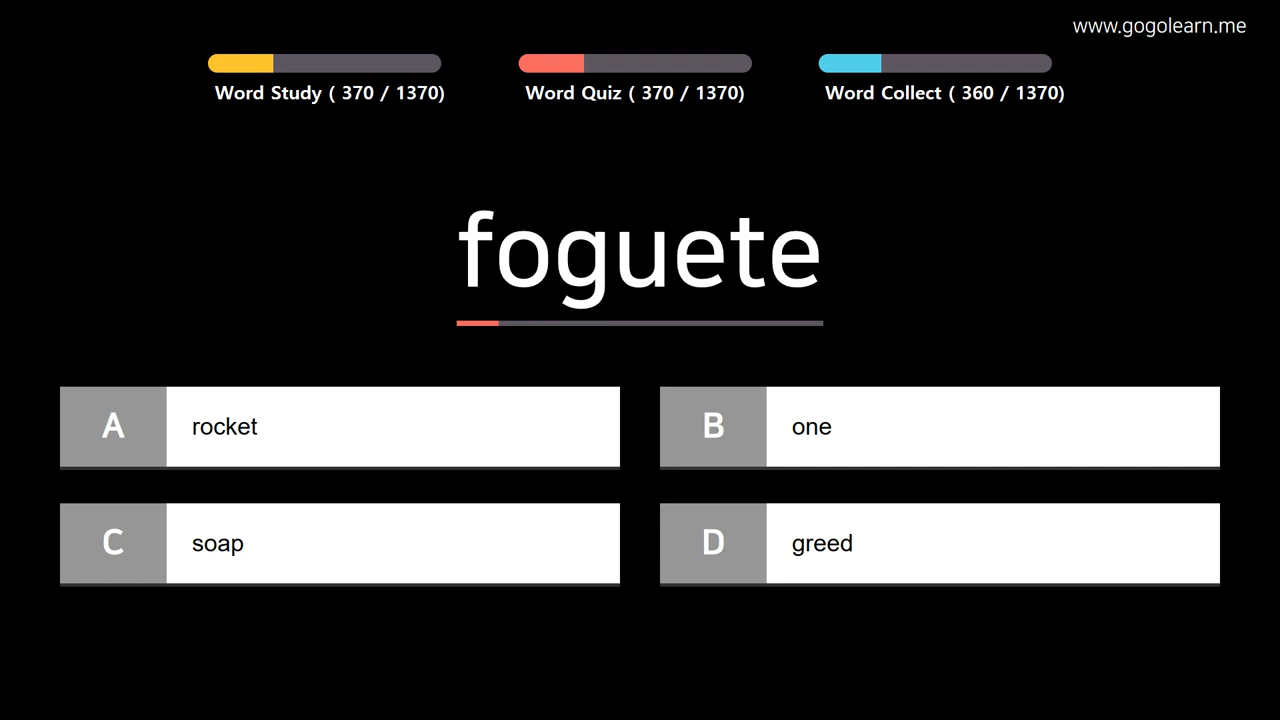 www.gogolearn.me
Word Study ( 370 / 1370)
Word Quiz ( 370 / 1370)
Word Collect ( 360 / 1370)
foguete
A rocket
B one
C soap
D greed